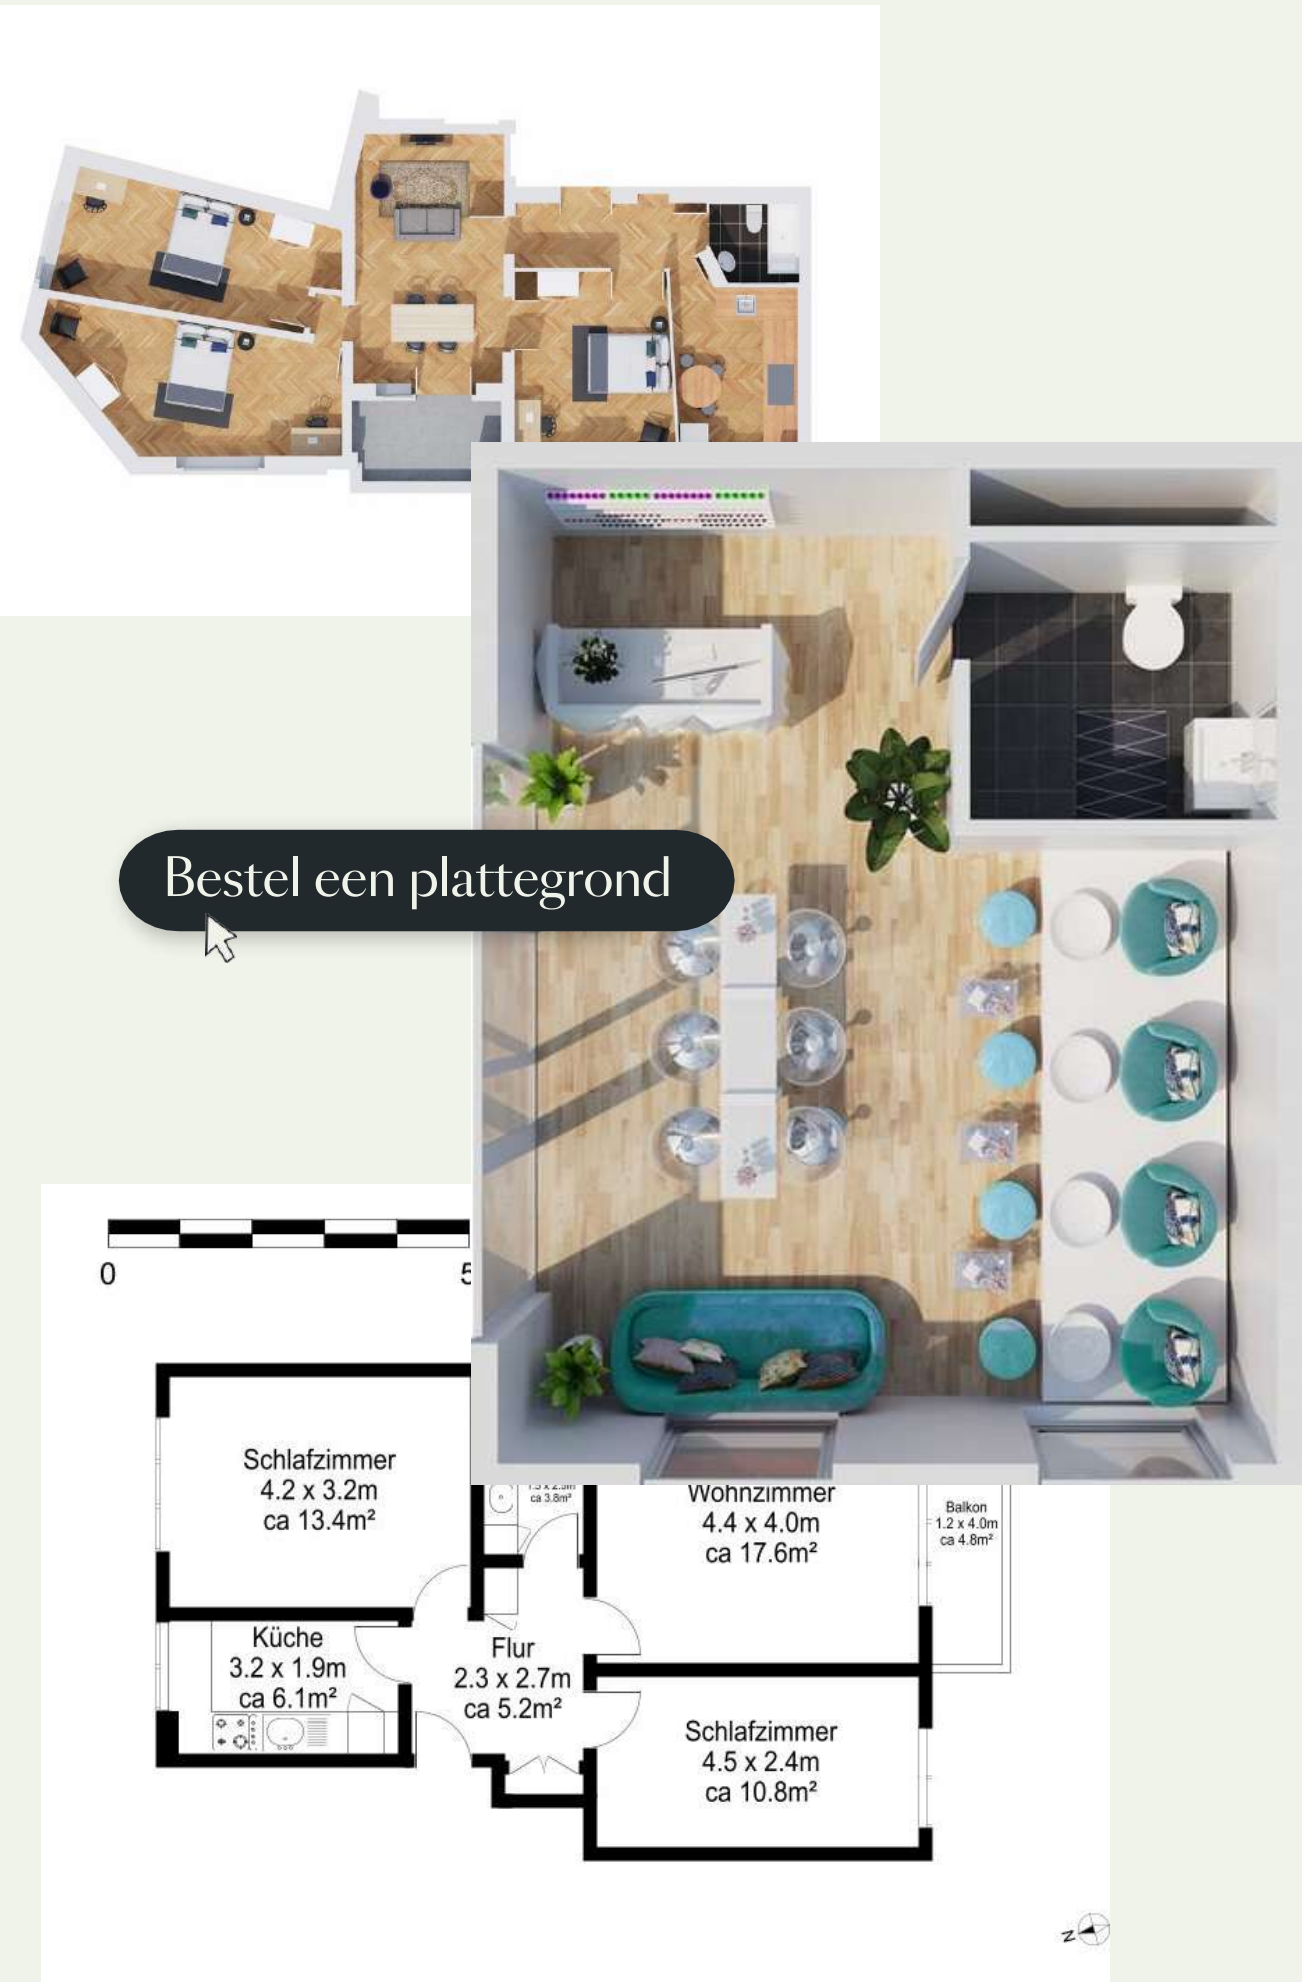 Bestel een plattegrond
0
5
Schlafzimmer
4.2 x 3.2m
ca 13.4m²
ca 3.8m²
Wohnzimmer
4.4 x 4.0m
ca 17.6m²
Balkon
1.2 x 4.0m
ca 4.8m²
Küche
3.2 x 1.9m
ca 6.1m²
Flur
2.3 x 2.7m
ca 5.2m²
Schlafzimmer
4.5 x 2.4m
ca 10.8m²
N